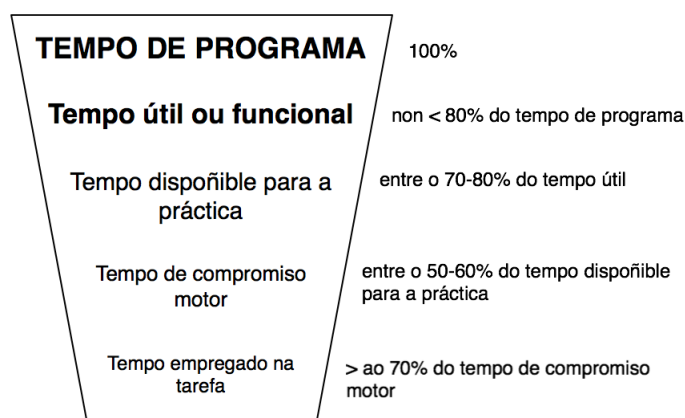 TEMPO DE PROGRAMA
100%
Tempo útil ou funcional
non < 80% do tempo de programa
Tempo dispoñible para a
práctica
entre o 70-80% do tempo útil
Tempo de compromiso
motor
entre o 50-60% do tempo dispoñible
para a práctica
Tempo empregado na
tarefa
> ao 70% do tempo de compromiso
motor